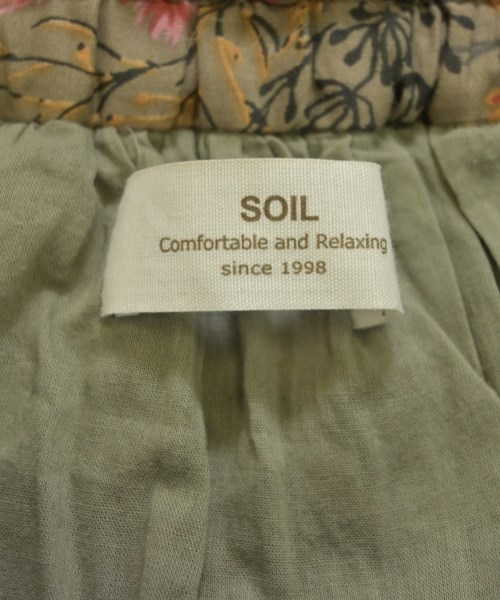 SOIL
Comfortable and Relaxing
since 1998